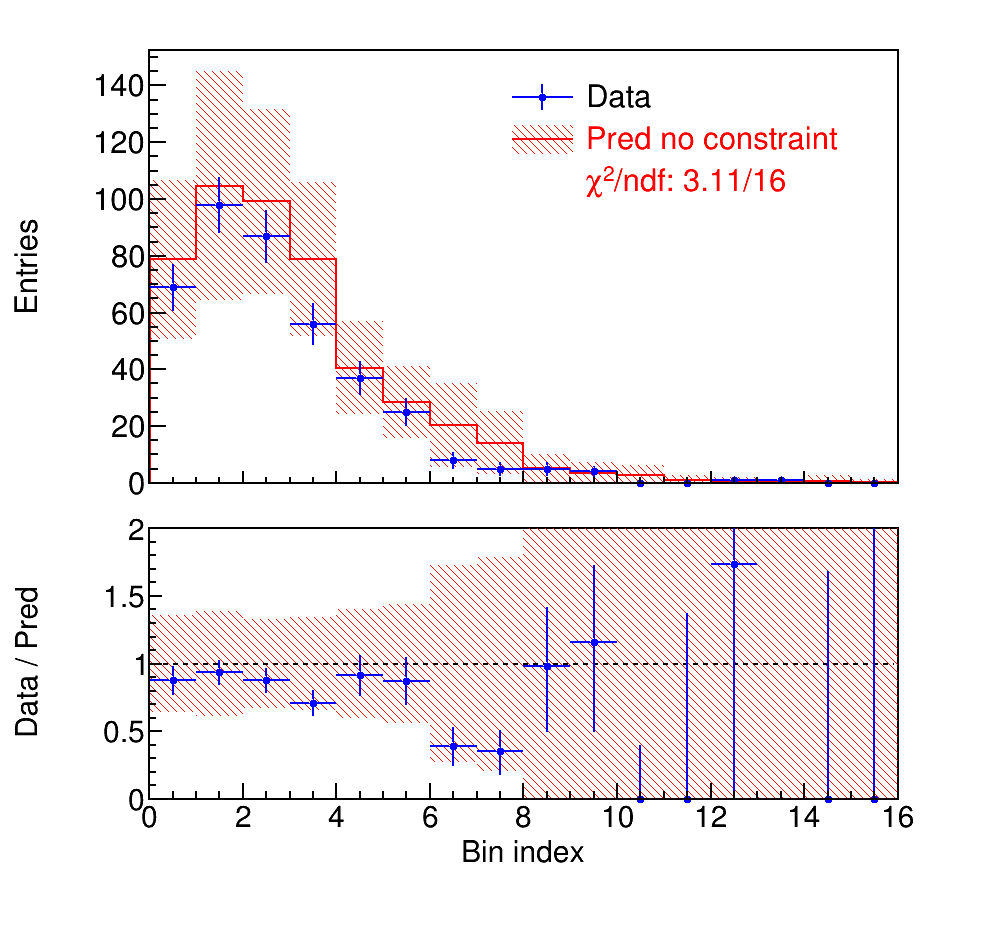 Entries
140
120
100
80
60
40
20
0
Data
Pred no constraint
χ²/ndf: 3.11/16
Data / Pred
2
1.5
1
0.5
0
0 2 4 6 8 10 12 14 16
Bin index